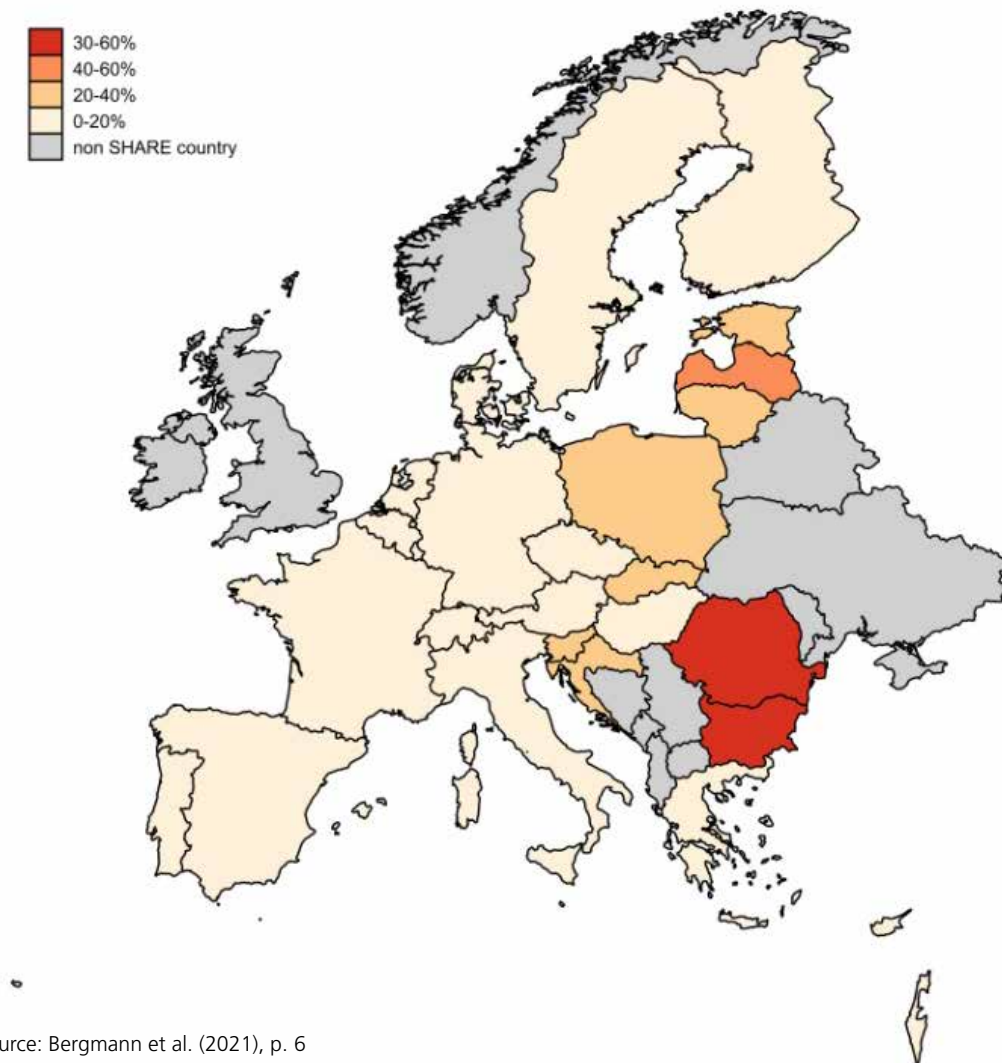 30-60%
40-60%
20-40%
0-20%
non SHARE country
urce: Bergmann et al. (2021), p. 6